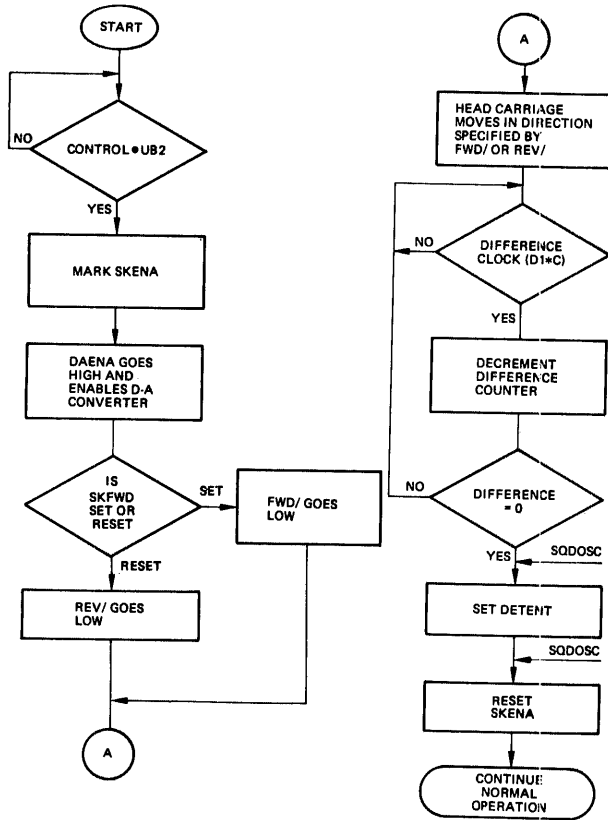 START
NO
CONTROL • UB2
YES
MARK SKENA
DAENA GOES
HIGH AND
ENABLES D-A
CONVERTER
IS
SKFWD
SET OR
RESET
SET
FWD/ GOES
LOW
RESET
REV/ GOES
LOW
A
A
HEAD CARRIAGE
MOVES IN DIRECTION
SPECIFIED BY
FWD/ OR REV/
NO
DIFFERENCE
CLOCK (D1*C)
YES
DECREMENT
DIFFERENCE
COUNTER
NO
DIFFERENCE
= 0
YES
SQDOSC
SET DETENT
SQDOSC
RESET
SKENA
CONTINUE
NORMAL
OPERATION